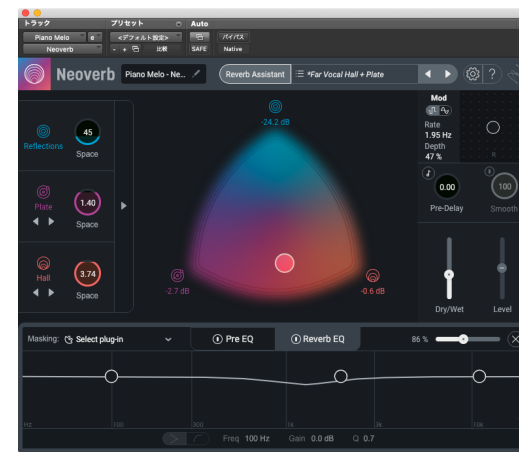 トラック プリセット Auto
Piano Melo e <デフォルト設定> バイパス
Neoverb - + 比較 SAFE Native
Neoverb Piano Melo - Ne... Reverb Assistant *Far Vocal Hall + Plate ?
Mod
-24.2 dB
Rate
1.95 Hz
Depth
47 %
Reflections 45
Space
Plate 1.40
Space
Hall 3.74
Space
-2.7 dB -0.6 dB
0.00 100
Pre-Delay Smooth
Dry/Wet Level
Masking: Select plug-in Pre EQ Reverb EQ 86 %
Hz 100 300 1k 3k 10k
Freq 100 Hz Gain 0.0 dB Q 0.7